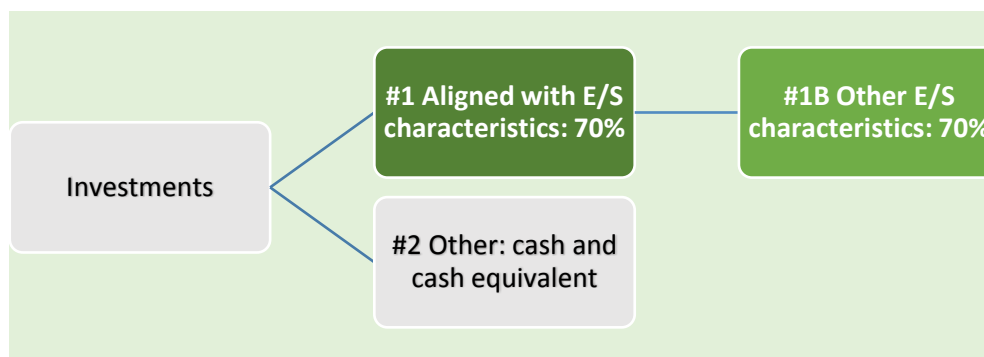 #1 Aligned with E/S
characteristics: 70%
#1B Other E/S
characteristics: 70%
Investments
#2 Other: cash and
cash equivalent